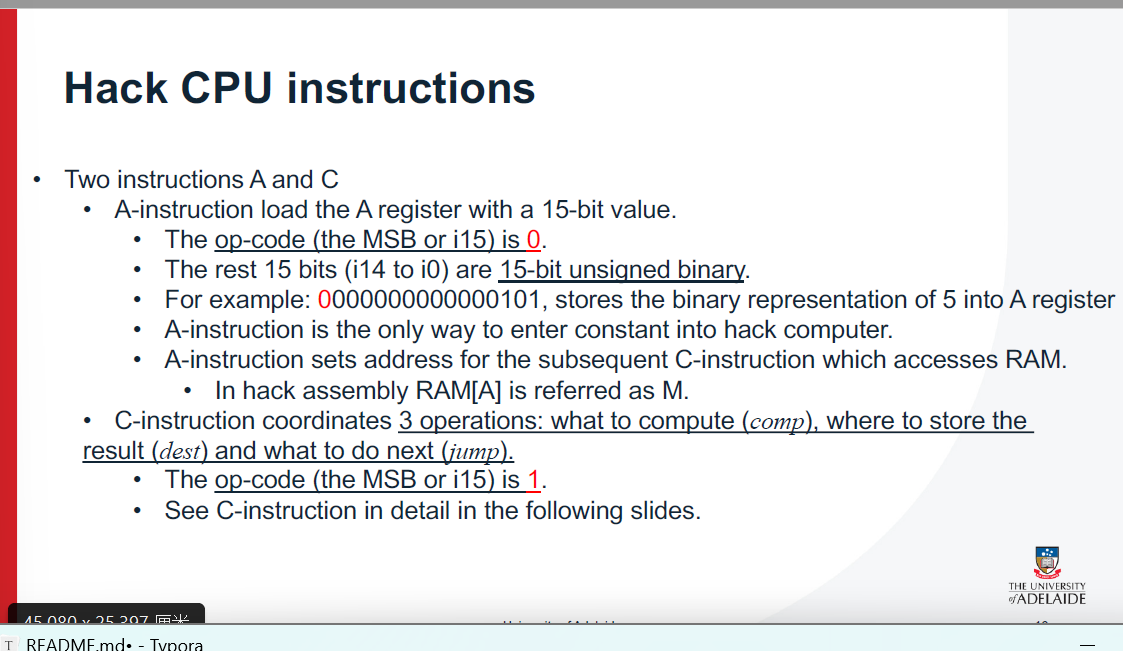 Hack CPU instructions
• Two instructions A and C
• A-instruction load the A register with a 15-bit value.
• The op-code (the MSB or i15) is 0.
• The rest 15 bits (i14 to i0) are 15-bit unsigned binary.
• For example: 0000000000000101, stores the binary representation of 5 into A register
• A-instruction is the only way to enter constant into hack computer.
• A-instruction sets address for the subsequent C-instruction which accesses RAM.
• In hack assembly RAM[A] is referred as M.
• C-instruction coordinates 3 operations: what to compute (comp), where to store the
result (dest) and what to do next (jump).
• The op-code (the MSB or i15) is 1.
• See C-instruction in detail in the following slides.
THE UNIVERSITY
of ADELAIDE
45.080 x 25.397 厘米
T README.md• - Typora